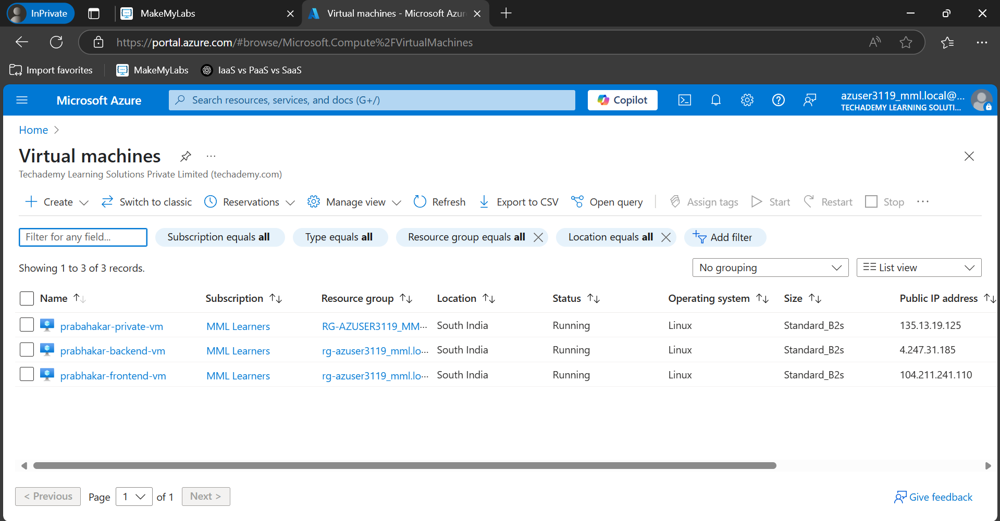 InPrivate
MakeMyLabs
Virtual machines - Microsoft Azur
https://portal.azure.com/#browse/Microsoft.Compute%2FVirtualMachines
Import favorites
MakeMyLabs
IaaS vs PaaS vs SaaS
Microsoft Azure
Search resources, services, and docs (G+/)
Copilot
azuser3119_mml.local@...
TECHADEMY LEARNING SOLUTI...
Home
Virtual machines
Techademy Learning Solutions Private Limited (techademy.com)
Create Switch to classic Reservations Manage view Refresh Export to CSV Open query Assign tags Start Restart Stop
Filter for any field... Subscription equals all Type equals all Resource group equals all Location equals all Add filter
Showing 1 to 3 of 3 records.
No grouping List view
Name Subscription Resource group Location Status Operating system Size Public IP address
prabahakar-private-vm MML Learners RG-AZUSER3119_MM... South India Running Linux Standard_B2s 135.13.19.125
prabhakar-backend-vm MML Learners rg-azuser3119_mml.lo... South India Running Linux Standard_B2s 4.247.31.185
prabhakar-frontend-vm MML Learners rg-azuser3119_mml.lo... South India Running Linux Standard_B2s 104.211.241.110
< Previous Page 1 of 1 Next >
Give feedback